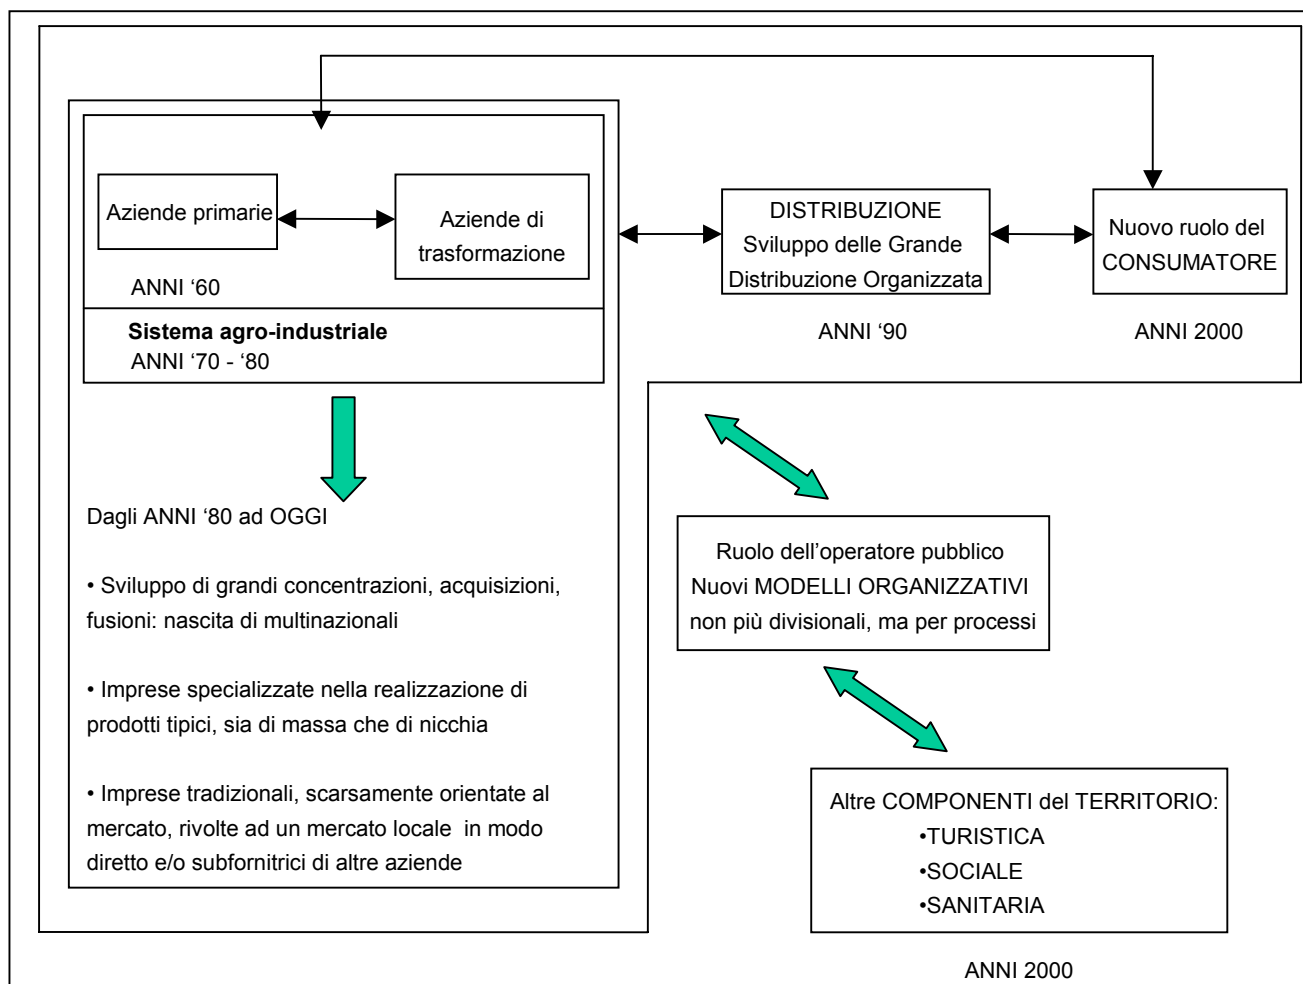 Aziende primarie
Aziende di
trasformazione
ANNI ‘60
Sistema agro-industriale
ANNI ‘70 - ‘80
DISTRIBUZIONE
Sviluppo delle Grande
Distribuzione Organizzata
ANNI ‘90
Nuovo ruolo del
CONSUMATORE
ANNI 2000
Dagli ANNI ‘80 ad OGGI
• Sviluppo di grandi concentrazioni, acquisizioni,
fusioni: nascita di multinazionali
• Imprese specializzate nella realizzazione di
prodotti tipici, sia di massa che di nicchia
• Imprese tradizionali, scarsamente orientate al
mercato, rivolte ad un mercato locale in modo
diretto e/o subfornitrici di altre aziende
Ruolo dell’operatore pubblico
Nuovi MODELLI ORGANIZZATIVI
non più divisionali, ma per processi
Altre COMPONENTI del TERRITORIO:
•TURISTICA
•SOCIALE
•SANITARIA
ANNI 2000